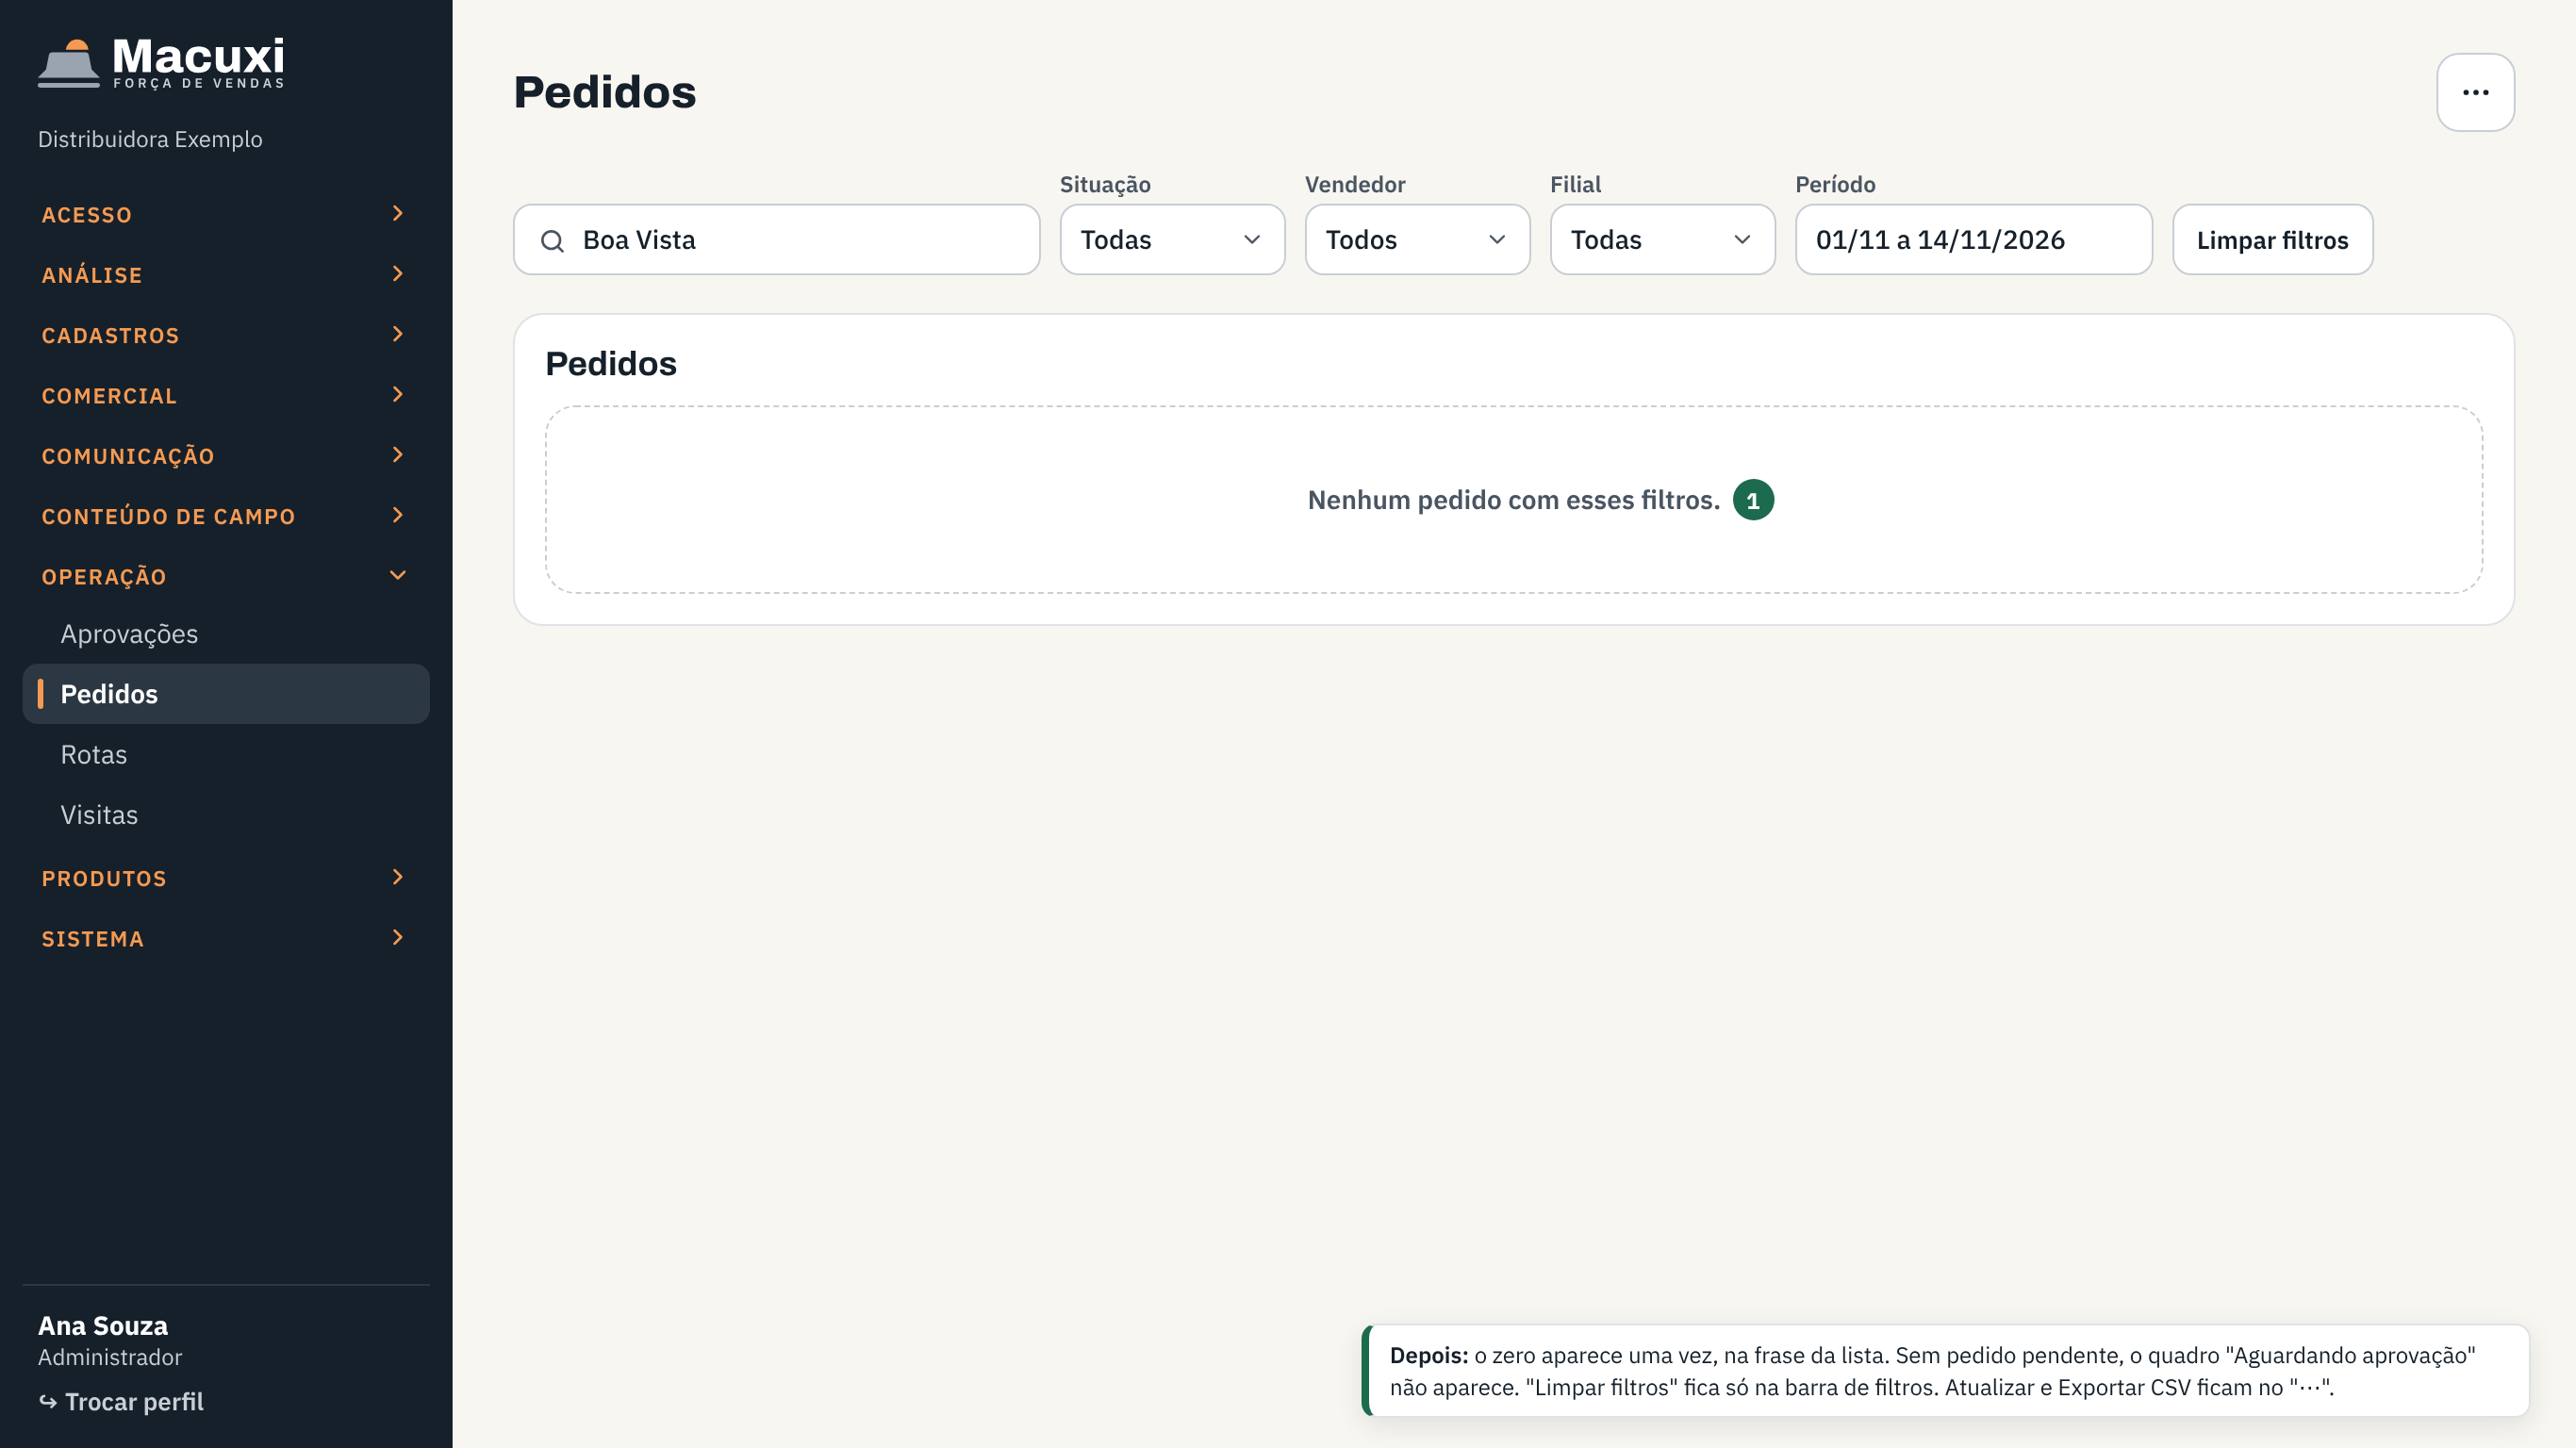 Macuxi
FORÇA DE VENDAS
Distribuidora Exemplo
ACESSO
ANÁLISE
CADASTROS
COMERCIAL
COMUNICAÇÃO
CONTEÚDO DE CAMPO
OPERAÇÃO
Aprovações
Pedidos
Rotas
Visitas
PRODUTOS
SISTEMA
Ana Souza
Administrador
↪ Trocar perfil
Pedidos
Situação
Vendedor
Filial
Período
Boa Vista
Todas
Todos
Todas
01/11 a 14/11/2026
Limpar filtros
Pedidos
Nenhum pedido com esses filtros. 1
Depois: o zero aparece uma vez, na frase da lista. Sem pedido pendente, o quadro "Aguardando aprovação"
não aparece. "Limpar filtros" fica só na barra de filtros. Atualizar e Exportar CSV ficam no "⋯".